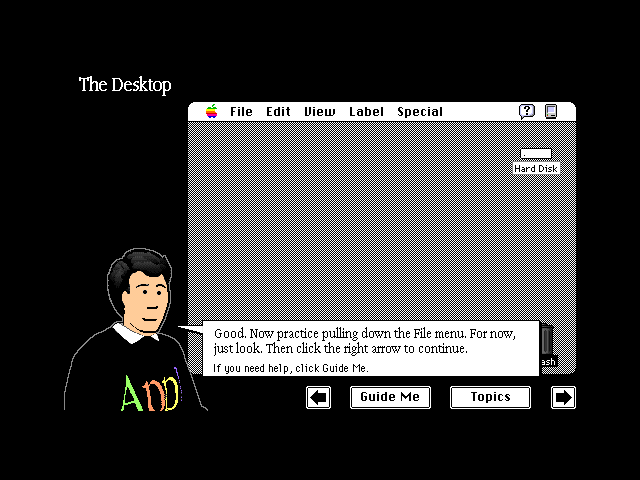 The Desktop
File Edit View Label Special
Hard Disk
Good. Now practice pulling down the File menu. For now,
just look. Then click the right arrow to continue.
If you need help, click Guide Me.
ash
Guide Me
Topics